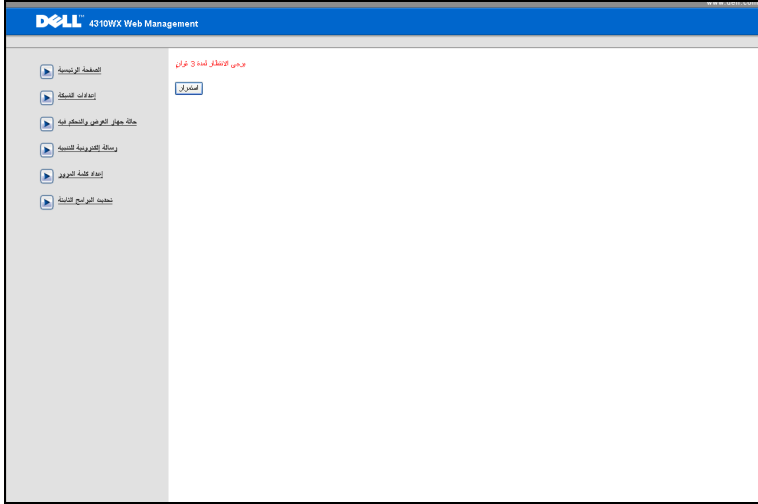 www.dell.com
DELL™ 4310WX Web Management
الصفحة الرئيسية
إعدادات الشبكة
حالة جهاز العرض والتحكم فيه
رسالة إلكترونية للتنبيه
إعداد كلمة المرور
تحديث البرامج الثابتة
يرجى الانتظار لمدة 3 ثوان
استمرار